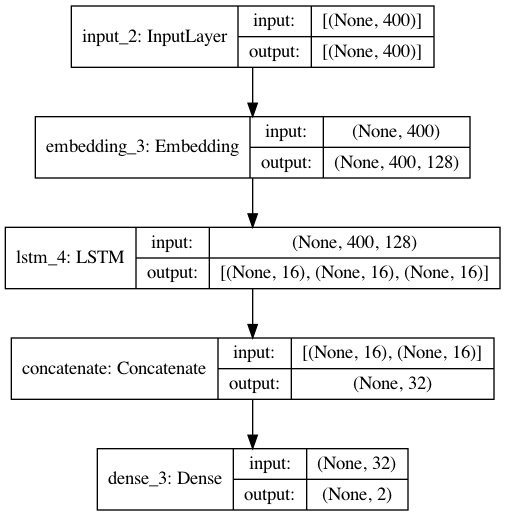 input_2: InputLayer
input: [(None, 400)]
output: [(None, 400)]
embedding_3: Embedding
input: (None, 400)
output: (None, 400, 128)
lstm_4: LSTM
input: (None, 400, 128)
output: [(None, 16), (None, 16), (None, 16)]
concatenate: Concatenate
input: [(None, 16), (None, 16)]
output: (None, 32)
dense_3: Dense
input: (None, 32)
output: (None, 2)